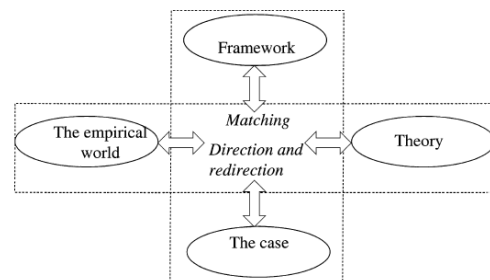 Framework
Matching
The empirical
world
Direction and
redirection
Theory
The case